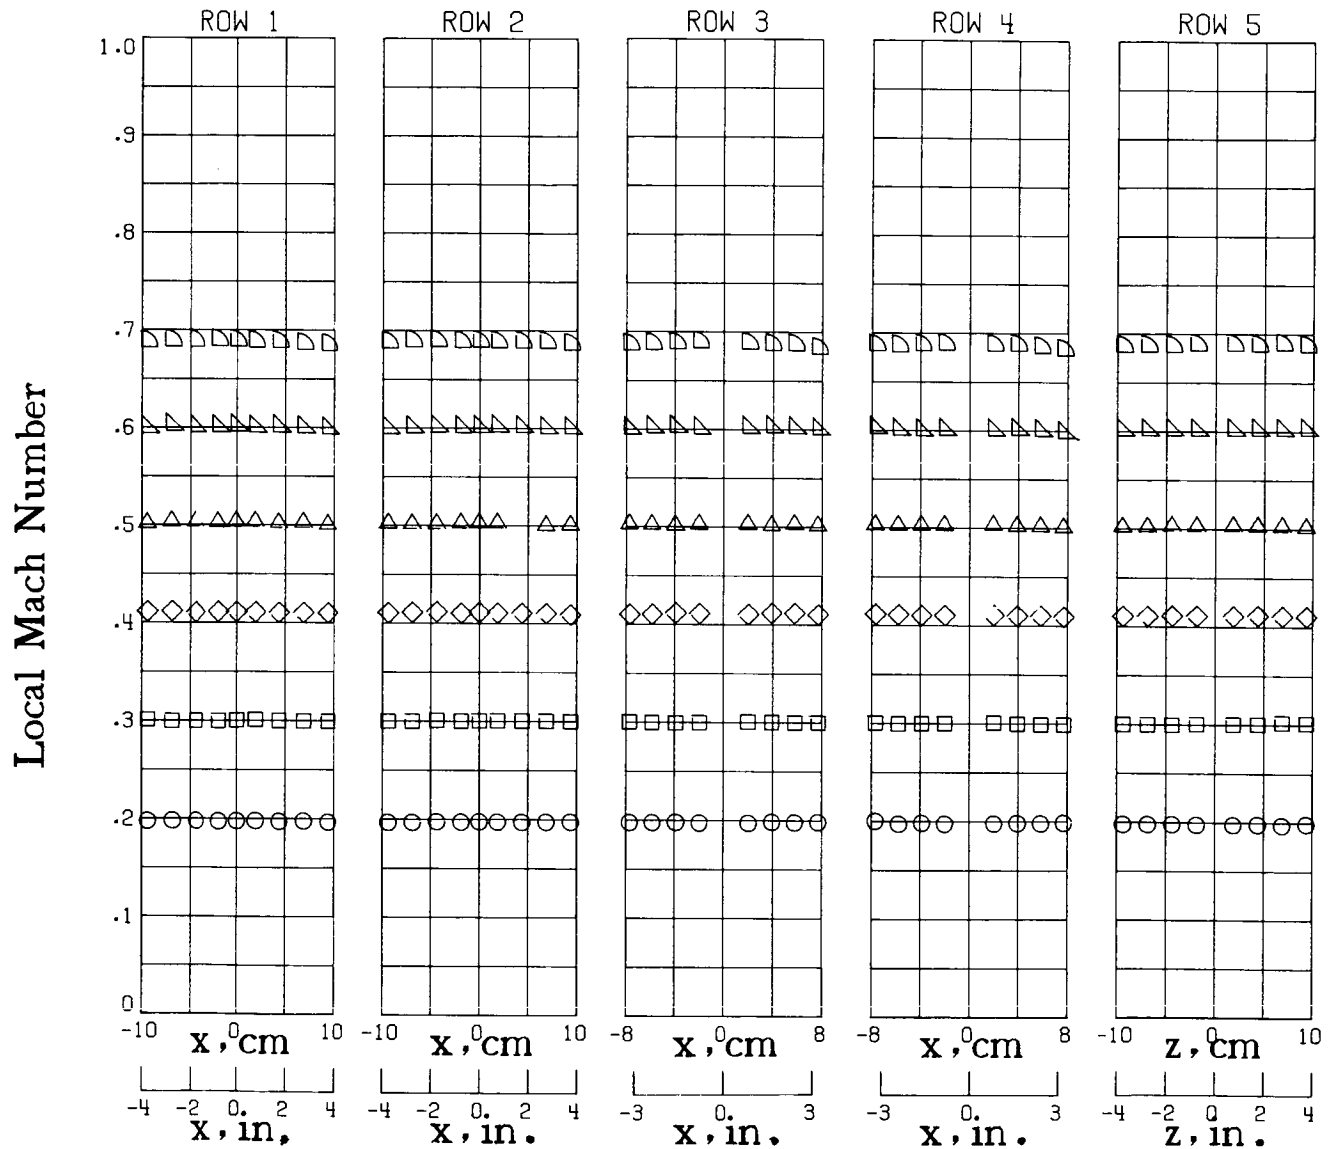 ROW 1 ROW 2 ROW 3 ROW 4 ROW 5
Local Mach Number
1.0
.9
.8
.7
.6
.5
.4
.3
.2
.1
0
-10 0 10 -10 0 10 -8 0 8 -8 0 8 -10 0 10
x, cm x, cm x, cm x, cm z, cm
-4 -2 0. 2 4 -4 -2 0. 2 4 -3 0. 3 -3 0. 3 -4 -2 0 2 4
x, in. x, in. x, in. x, in. z, in.